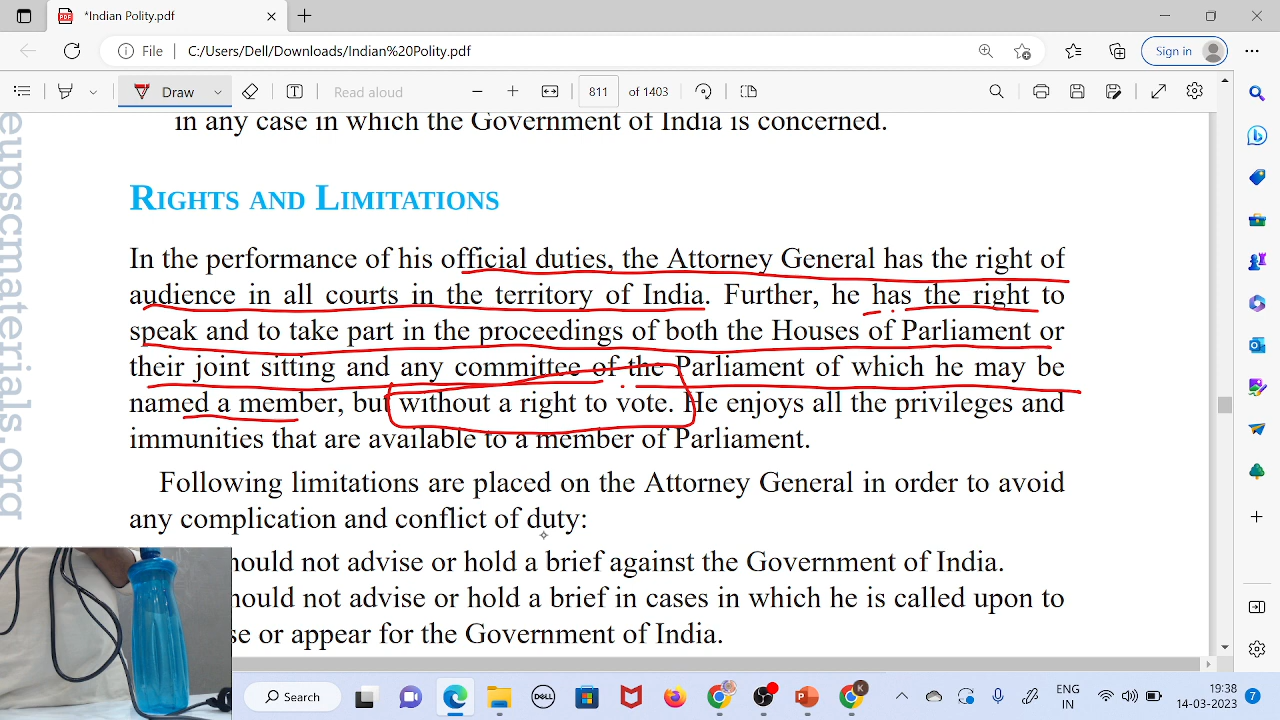 *Indian Polity.pdf
File
C:/Users/Dell/Downloads/Indian%20Polity.pdf
Sign in
Draw
Read aloud
811
of 1403
in any case in which the Government of India is concerned.
RIGHTS AND LIMITATIONS
In the performance of his official duties, the Attorney General has the right of
audience in all courts in the territory of India. Further, he has the right to
speak and to take part in the proceedings of both the Houses of Parliament or
their joint sitting and any committee of the Parliament of which he may be
named a member, but without a right to vote. He enjoys all the privileges and
immunities that are available to a member of Parliament.
Following limitations are placed on the Attorney General in order to avoid
any complication and conflict of duty:
hould not advise or hold a brief against the Government of India.
hould not advise or hold a brief in cases in which he is called upon to
se or appear for the Government of India.
eupscmaterials.org
Search
DELL
K
ENG
IN
19:38
14-03-2023
7